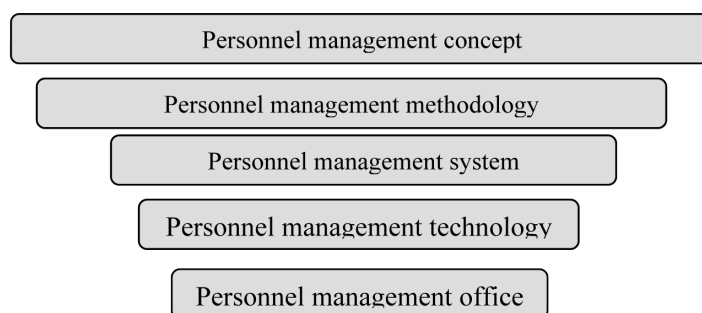 Personnel management concept
Personnel management methodology
Personnel management system
Personnel management technology
Personnel management office